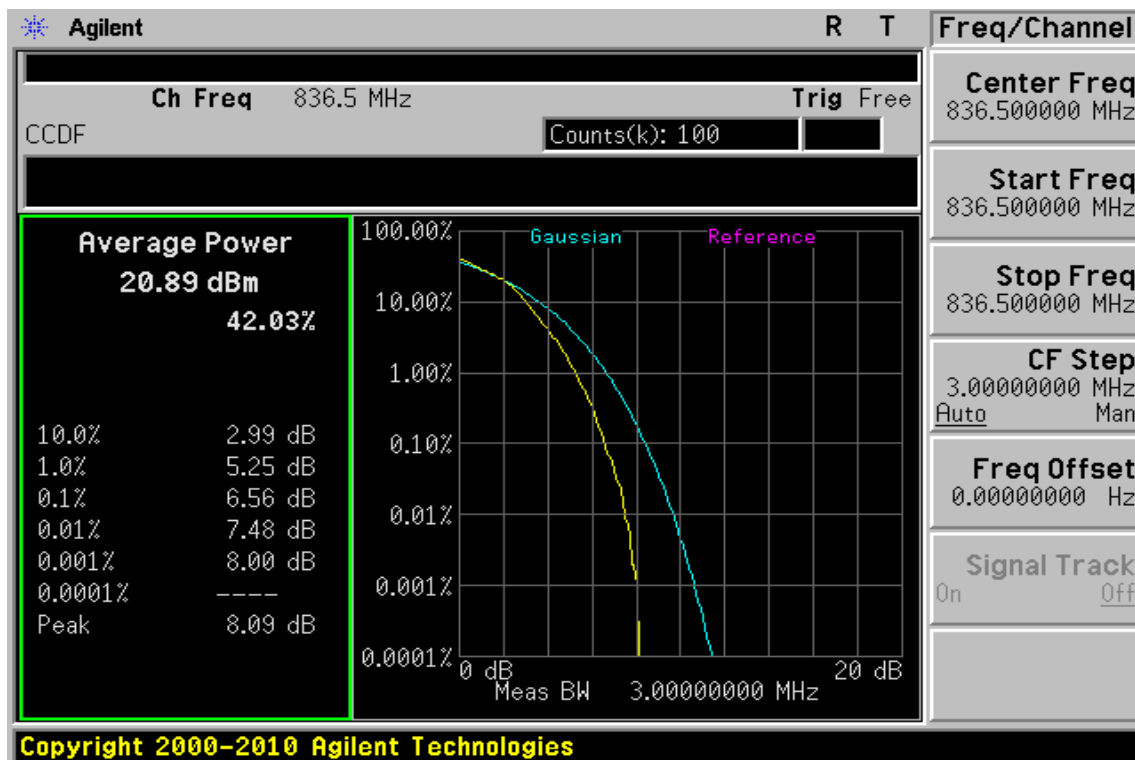 Agilent R T
Freq/Channel
Ch Freq 836.5 MHz Trig Free
CCDF Counts(k): 100
Average Power
20.89 dBm
42.03%
10.0% 2.99 dB
1.0% 5.25 dB
0.1% 6.56 dB
0.01% 7.48 dB
0.001% 8.00 dB
0.0001% ----
Peak 8.09 dB
Gaussian Reference
100.00%
10.00%
1.00%
0.10%
0.01%
0.001%
0.0001%
0 dB 20 dB
Meas BW 3.00000000 MHz
Center Freq
836.500000 MHz
Start Freq
836.500000 MHz
Stop Freq
836.500000 MHz
CF Step
3.00000000 MHz
Auto Man
Freq Offset
0.00000000 Hz
Signal Track
On Off
Copyright 2000-2010 Agilent Technologies